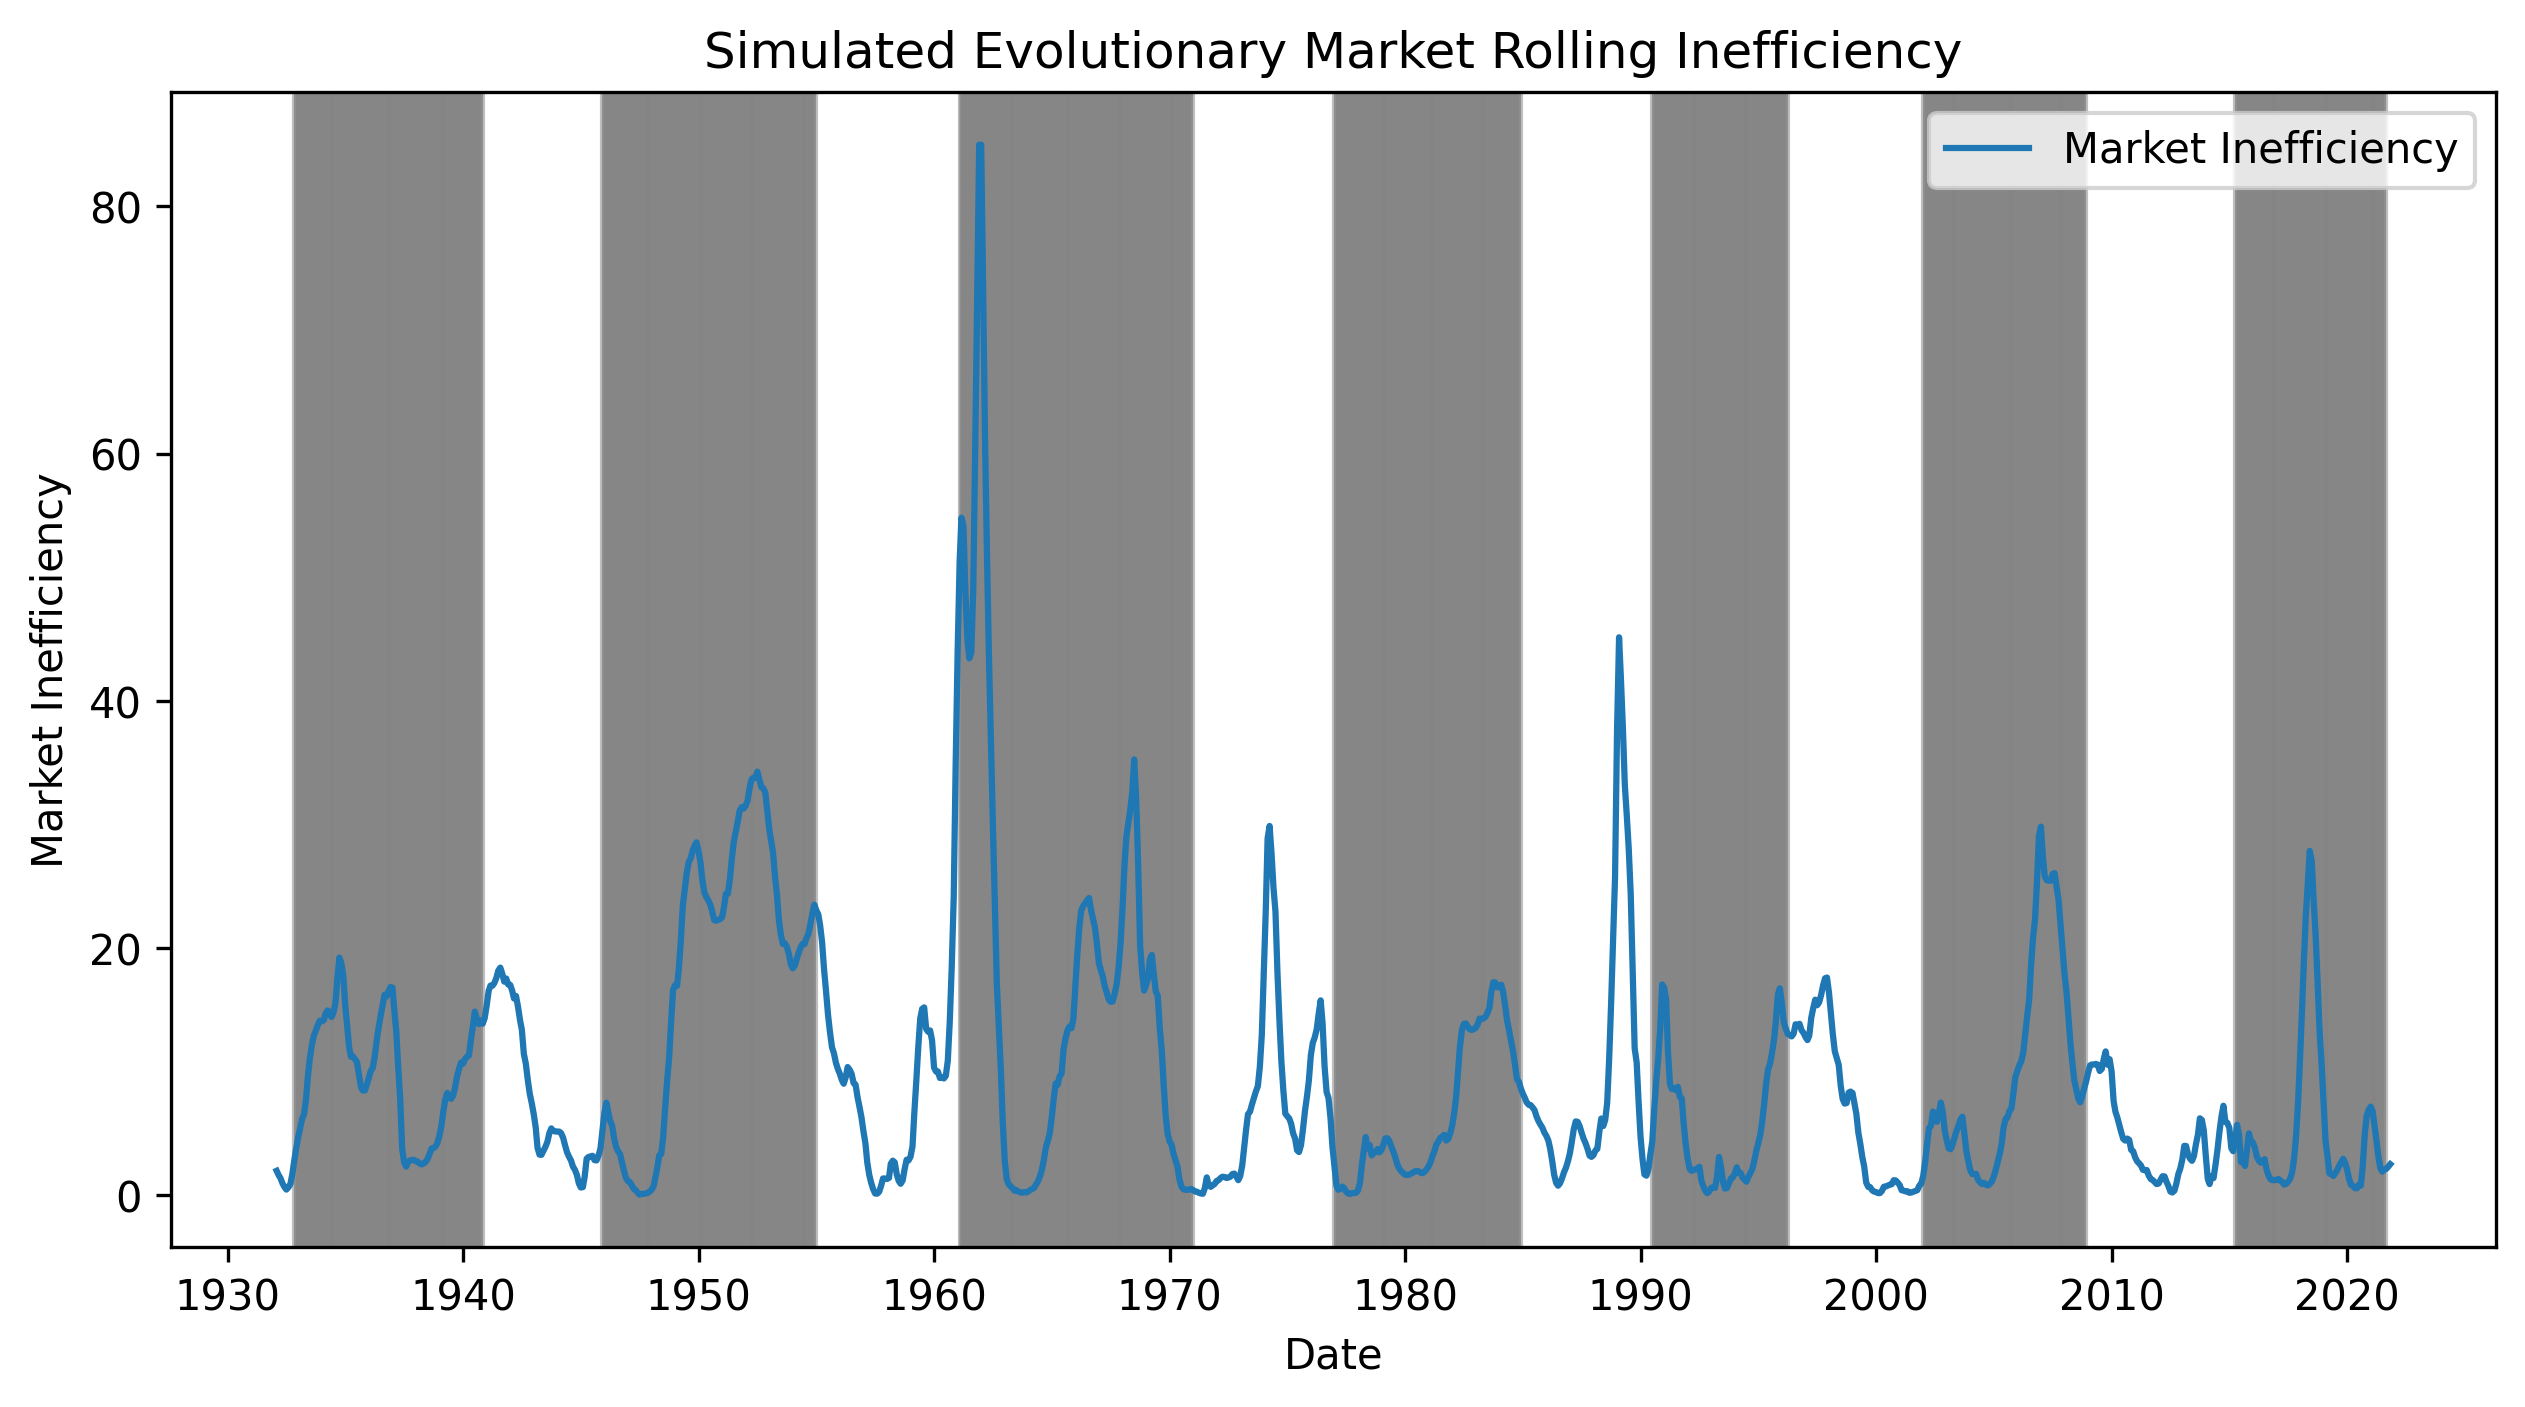 Simulated Evolutionary Market Rolling Inefficiency
Market Inefficiency
Market Inefficiency
80
60
40
20
0
1930 1940 1950 1960 1970 1980 1990 2000 2010 2020
Date